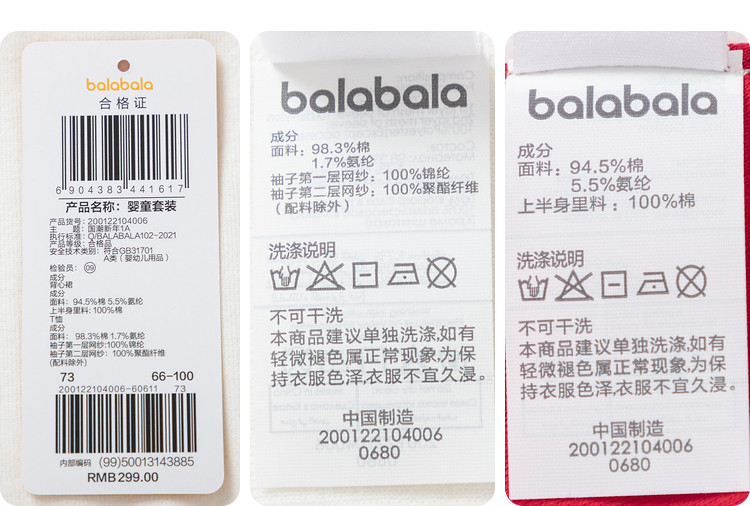 balabala
合格证
6 904383 441617
产品名称：婴童套装
产品货号：200122104006
主　　题：国潮新年1A
执行标准：Q/BALABALA102-2021
产品等级：合格品
安全技术类别：符合GB31701
A类（婴幼儿用品）
检验员：09
成分
背心裙
成分
面料：94.5%棉 5.5%氨纶
上半身里料：100%棉
T恤
成分
面料：98.3%棉 1.7%氨纶
袖子第一层网纱：100%锦纶
袖子第二层网纱：100%聚酯纤维
(配料除外)
73 66-100
200122104006-60611 73
内部编码 (99)50013143885
RMB299.00
balabala
成分
面料：98.3%棉
1.7%氨纶
袖子第一层网纱：100%锦纶
袖子第二层网纱：100%聚酯纤维
（配料除外）
洗涤说明
不可干洗
本商品建议单独洗涤,如有
轻微褪色属正常现象,为保
持衣服色泽,衣服不宜久浸。
中国制造
200122104006
0680
balabala
成分
面料：94.5%棉
5.5%氨纶
上半身里料：100%棉
洗涤说明
不可干洗
本商品建议单独洗涤,如有
轻微褪色属正常现象,为保
持衣服色泽,衣服不宜久浸。
中国制造
200122104006
0680